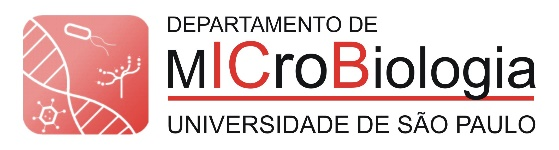 DEPARTAMENTO DE
MICroBiologia
UNIVERSIDADE DE SÃO PAULO